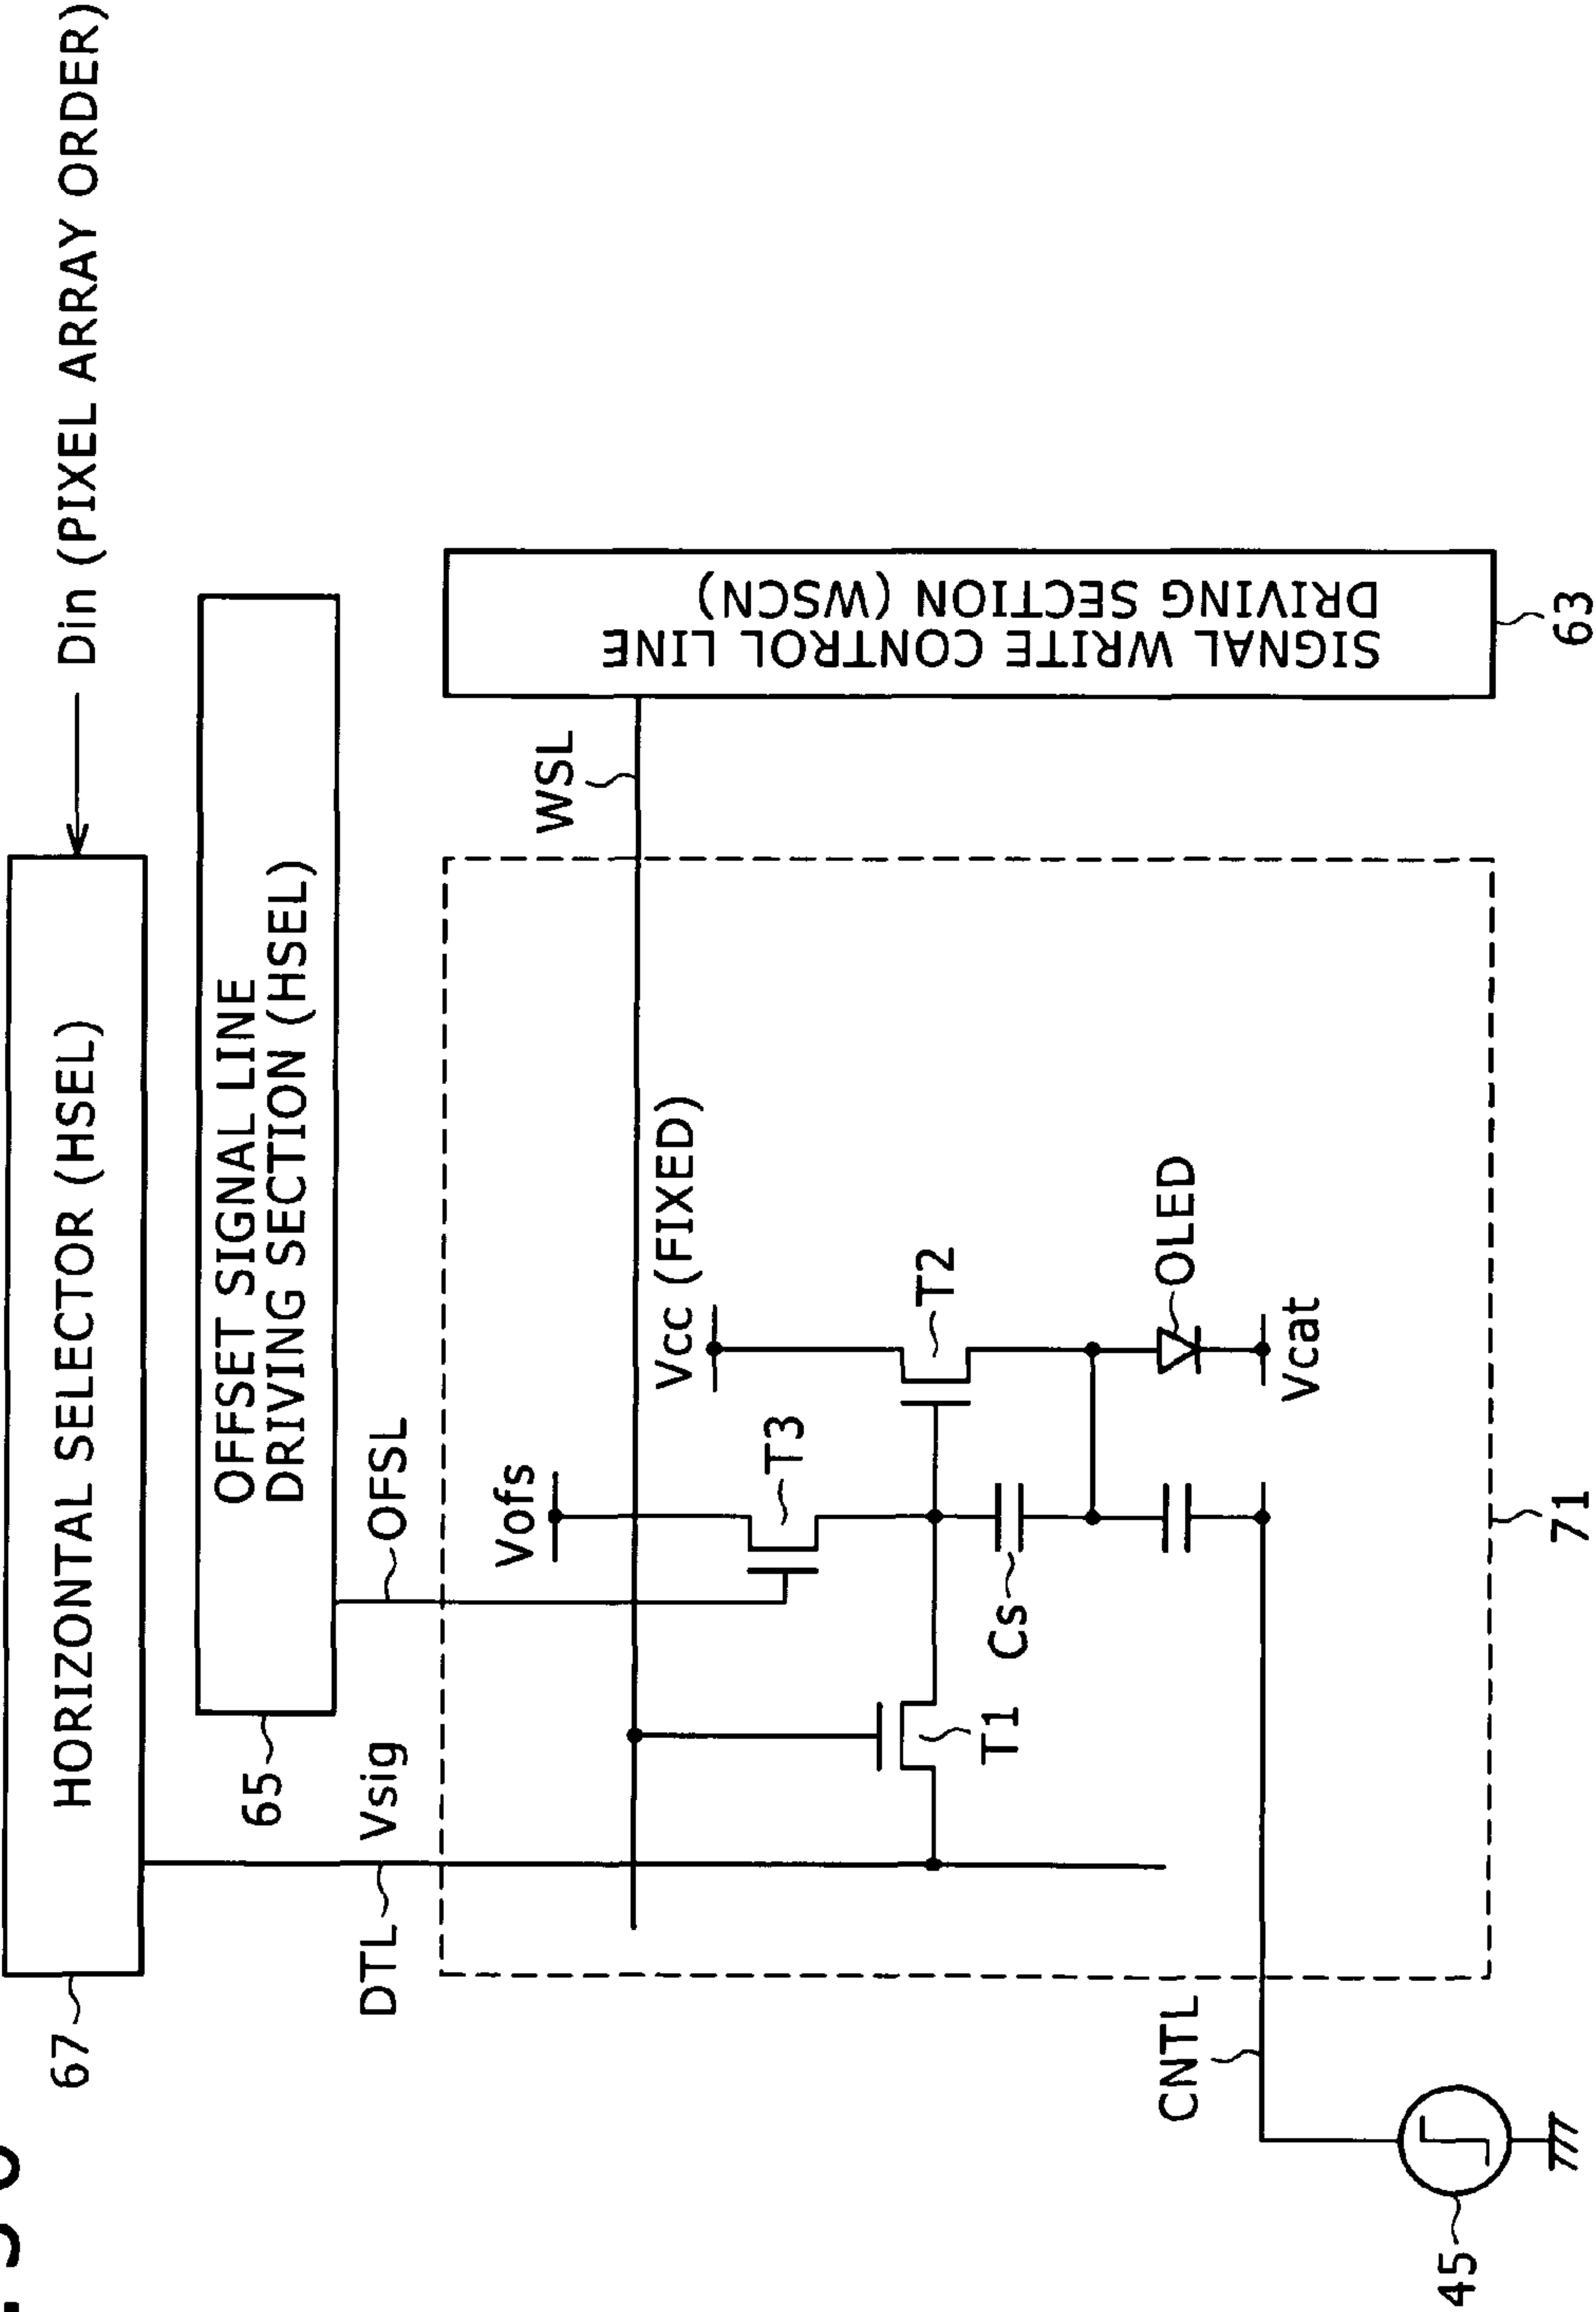 67
HORIZONTAL SELECTOR (HSEL)
Din (PIXEL ARRAY ORDER)
65
OFFSET SIGNAL LINE
DRIVING SECTION (HSEL)
DTL
Vsig
OFSL
WSL
Vofs
Vcc (FIXED)
T3
T2
T1
Cs
OLED
Vcat
CNTL
SIGNAL WRITE CONTROL LINE
DRIVING SECTION (WSCN)
45
71
63